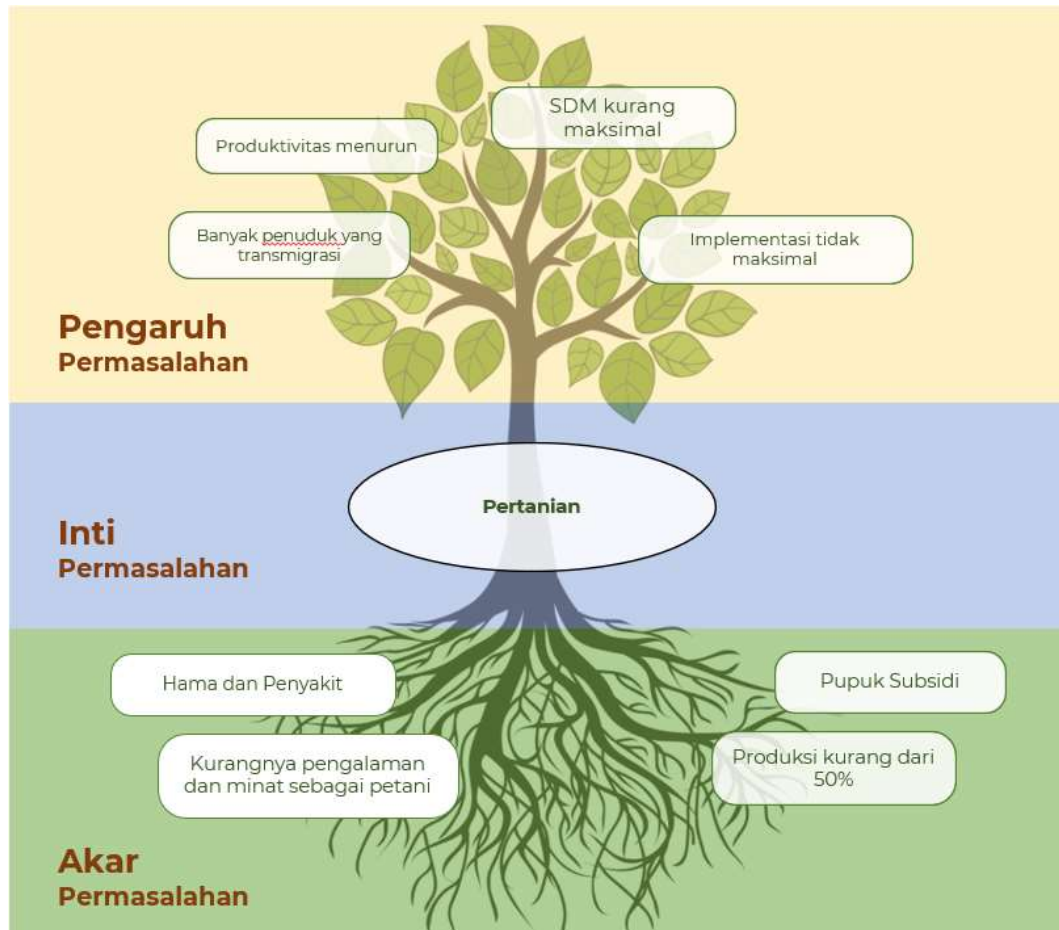 SDM kurang
maksimal
Produktivitas menurun
Banyak penuduk yang
transmigrasi
Implementasi tidak
maksimal
Pengaruh
Permasalahan
Pertanian
Inti
Permasalahan
Hama dan Penyakit
Pupuk Subsidi
Kurangnya pengalaman
dan minat sebagai petani
Produksi kurang dari
50%
Akar
Permasalahan